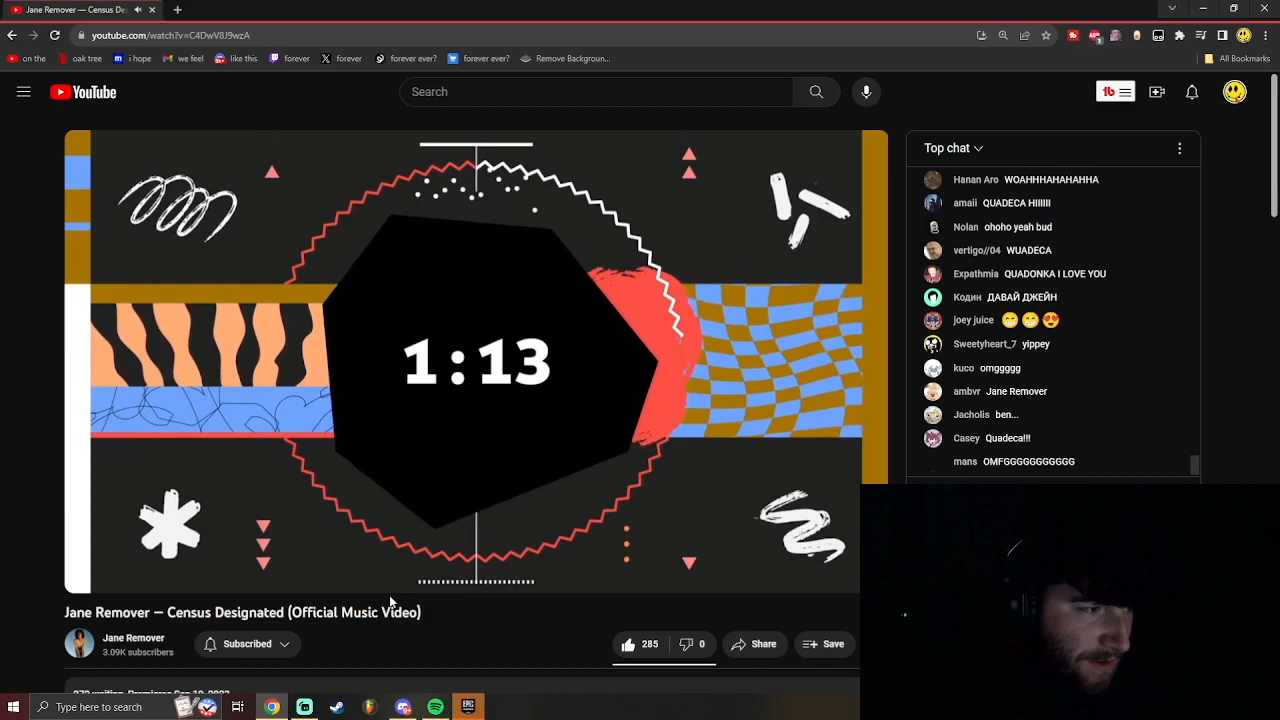 Jane Remover — Census De
youtube.com/watch?v=C4DwV8J9wzA
on the
oak tree
i hope
we feel
like this
forever
forever
forever ever?
forever ever?
Remove Backgroun...
All Bookmarks
YouTube
Search
Top chat
Hanan Aro WOAHHHAHAHAHHA
amaii QUADECA HIIIIII
Nolan ohoho yeah bud
vertigo//04 WUADECA
Expathmia QUADONKA I LOVE YOU
Кодин ДАВАЙ ДЖЕЙН
joey juice 😁😁😍
Sweetyheart_7 yippey
kuco omggggg
ambvr Jane Remover
Jacholis ben...
Casey Quadeca!!!
mans OMFGGGGGGGGGGG
1:13
Jane Remover — Census Designated (Official Music Video)
Jane Remover
3.09K subscribers
Subscribed
285
0
Share
Save
Type here to search
EPIC